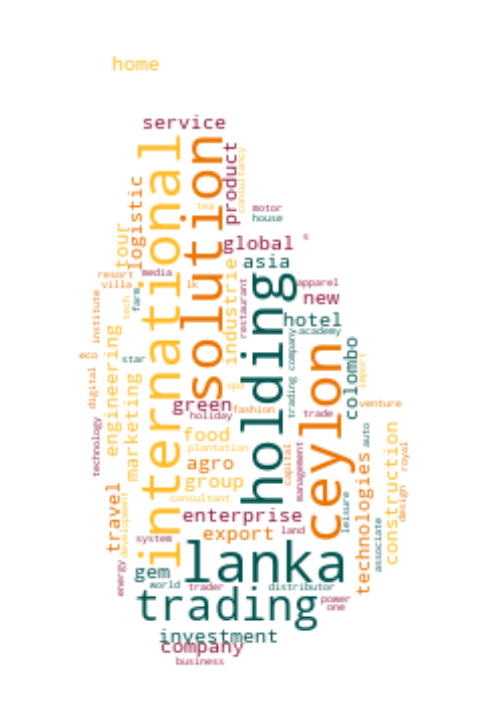 home
service
international
solution
product
consultancy
logistic
tea
motor
house
tour
global
s
asia
resort
media
villa
lk
farm
tech
industrie
restaurant
holding
apparel
new
hotel
academy
institute
engineering
eco
star
digital
marketing
spa
green
fashion
holiday
trading company
trade
ceylon
colombo
import
venture
technology
food
plantation
agro
group
consultant
capital
management
auto
royal
construction
design
technologies
leisure
associate
travel
development
enterprise
export
land
system
energy
gem
lanka
world
trader
distributor
power
one
trading
investment
company
business